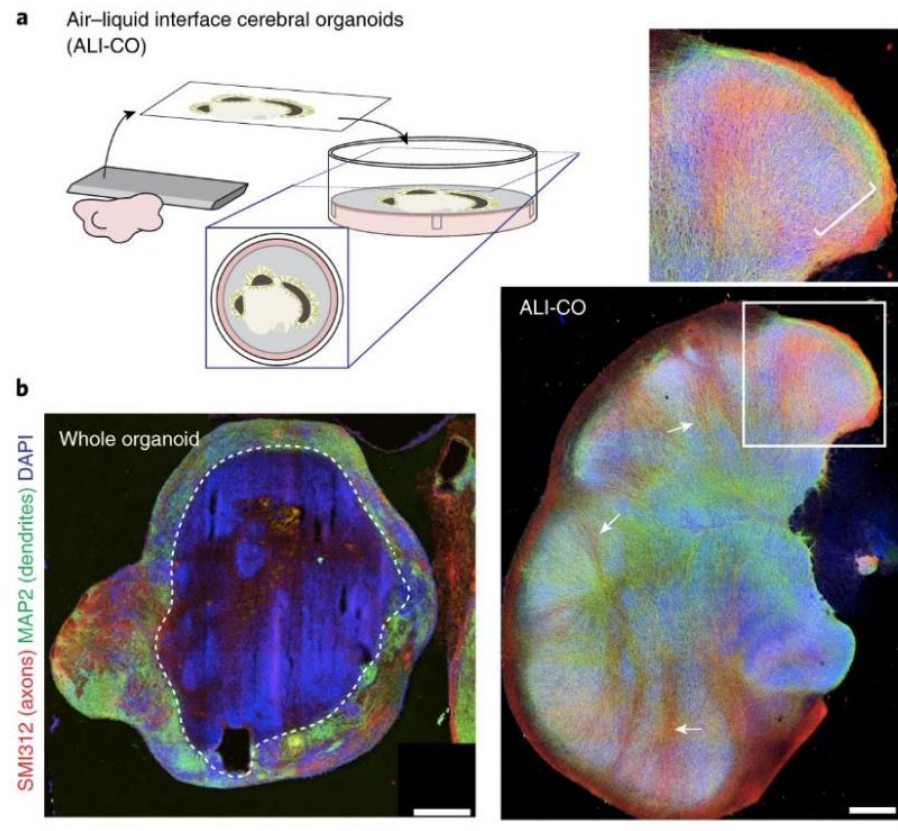 a
Air–liquid interface cerebral organoids
(ALI-CO)
ALI-CO
b
Whole organoid
SMI312 (axons) MAP2 (dendrites) DAPI